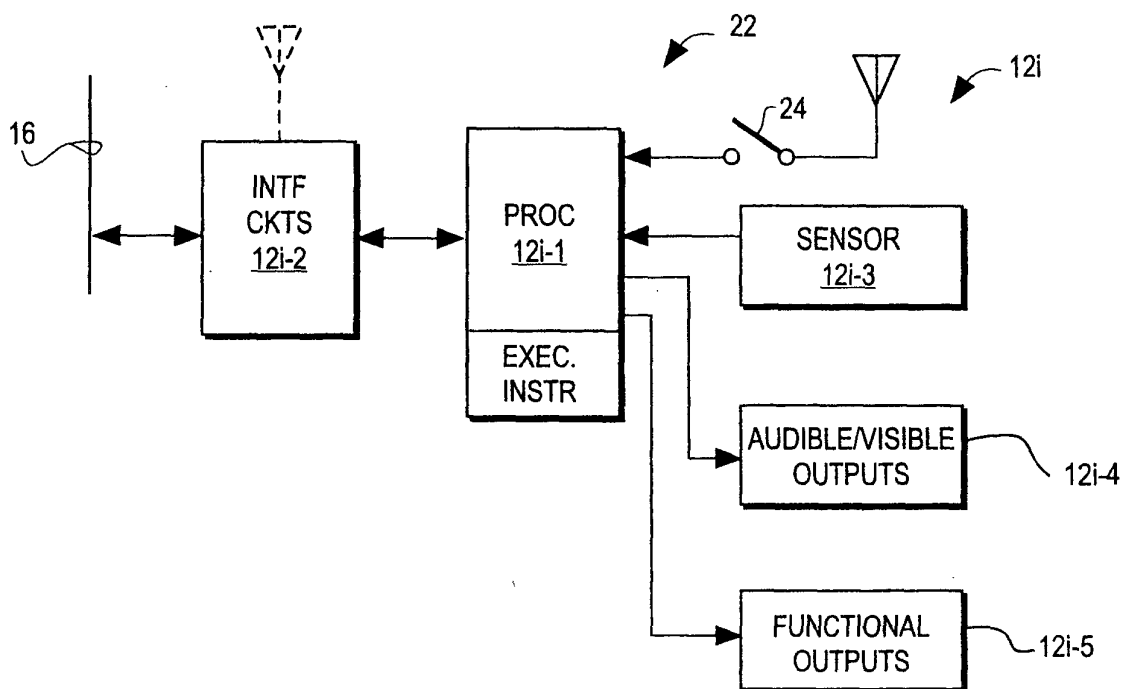 22
12i
24
16
INTF
CKTS
12i-2
PROC
12i-1
SENSOR
12i-3
EXEC.
INSTR
AUDIBLE/VISIBLE
OUTPUTS
12i-4
FUNCTIONAL
OUTPUTS
12i-5